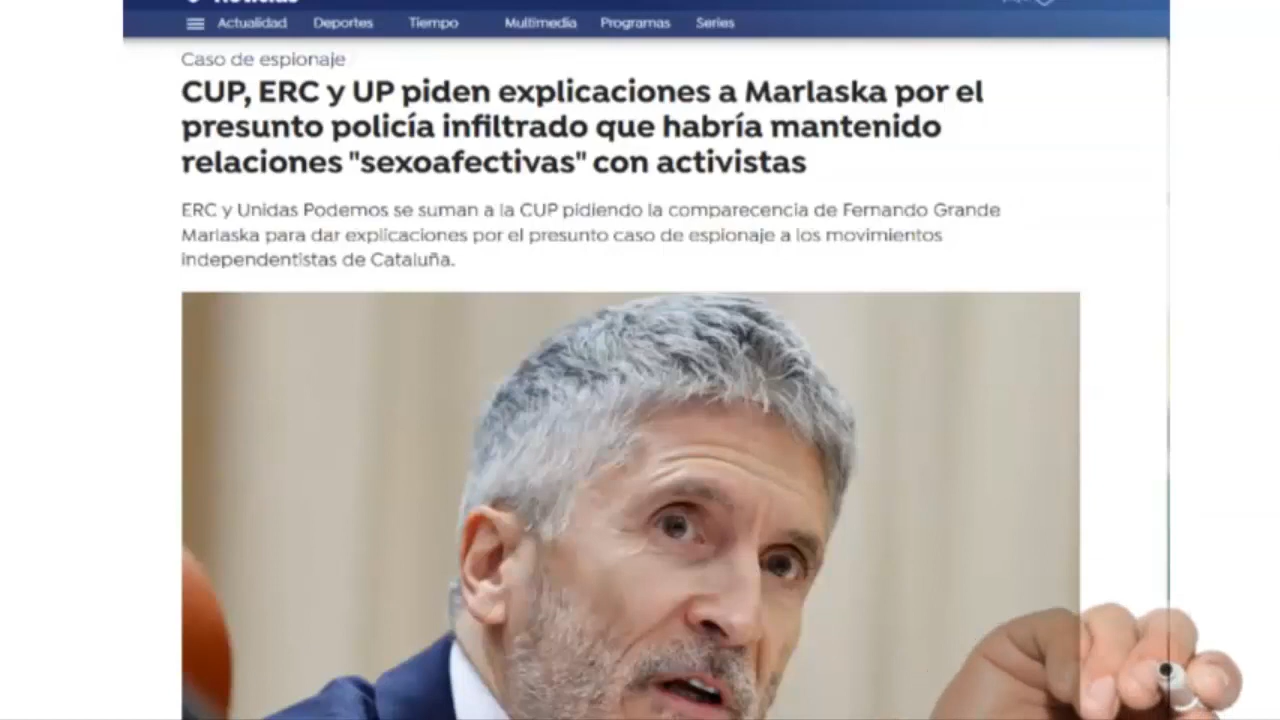 Noticias
Actualidad Deportes Tiempo Multimedia Programas Series
Caso de espionaje
CUP, ERC y UP piden explicaciones a Marlaska por el
presunto policía infiltrado que habría mantenido
relaciones "sexoafectivas" con activistas
ERC y Unidas Podemos se suman a la CUP pidiendo la comparecencia de Fernando Grande
Marlaska para dar explicaciones por el presunto caso de espionaje a los movimientos
independentistas de Cataluña.